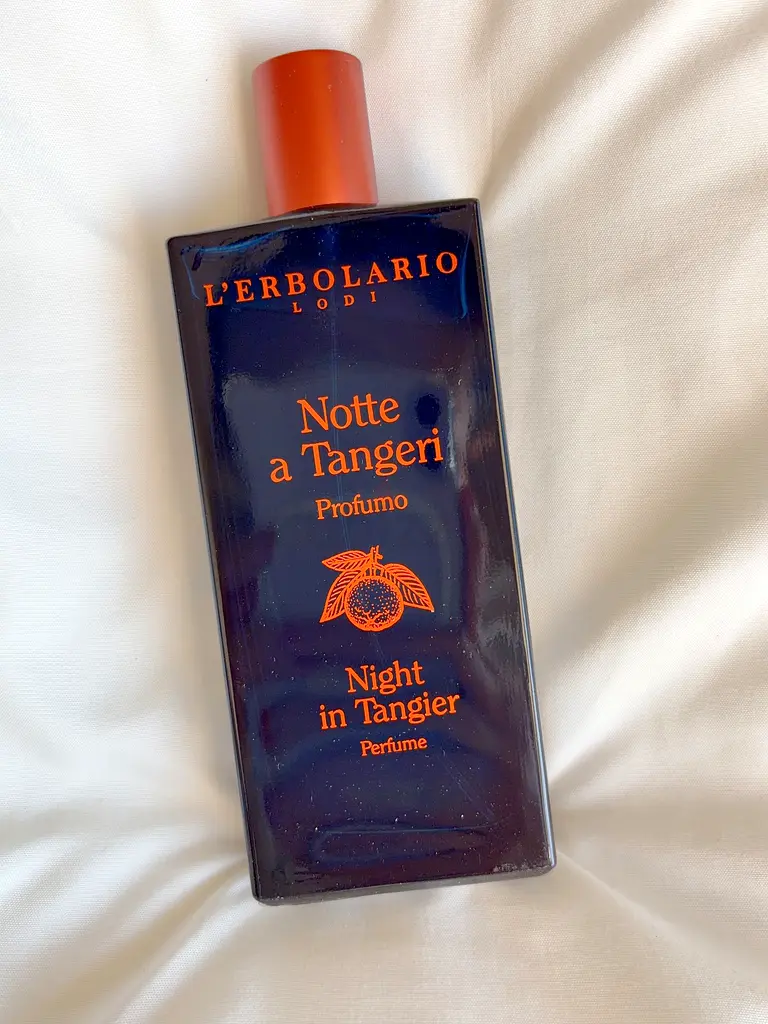 L'ERBOLARIO
LODI
Notte
a Tangeri
Profumo
Night
in Tangier
Perfume